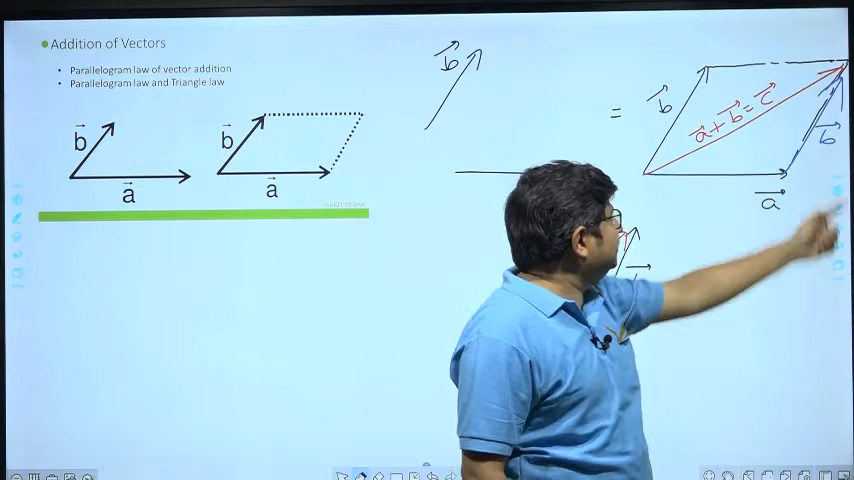 Addition of Vectors
• Parallelogram law of vector addition
• Parallelogram law and Triangle law
b⃗
a⃗
b⃗
a⃗
b⃗
=
b⃗
a⃗ + b⃗ = c⃗
b⃗
a⃗